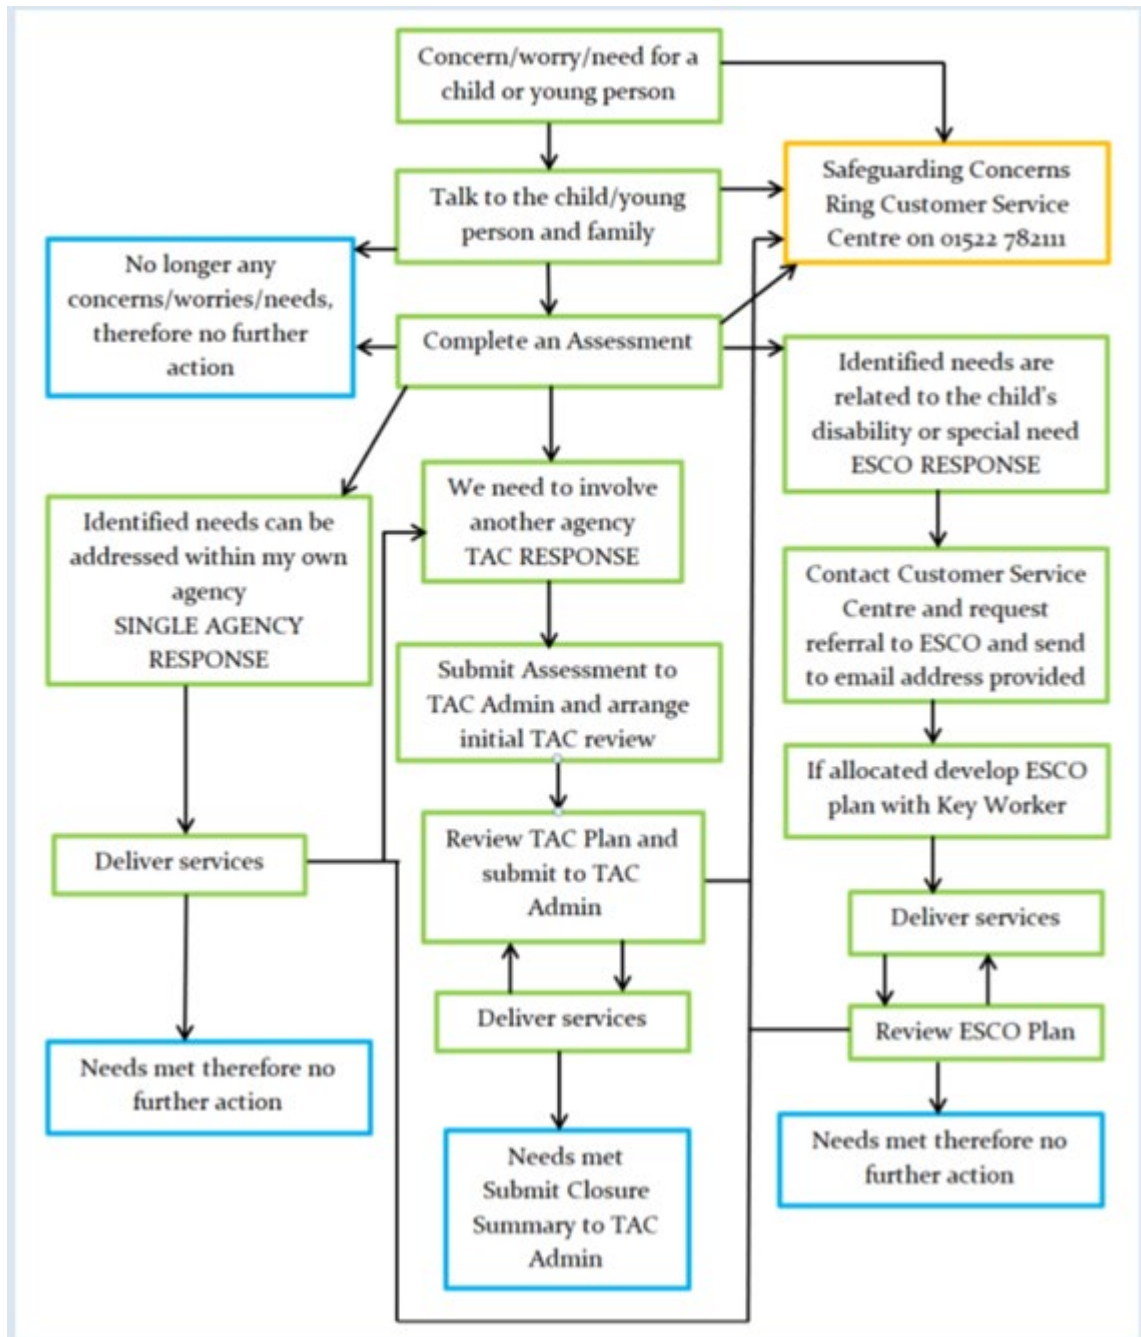 Concern/worry/need for a
child or young person
Safeguarding Concerns
Ring Customer Service
Centre on 01522 782111
Talk to the child/young
person and family
No longer any
concerns/worries/needs,
therefore no further
action
Complete an Assessment
Identified needs are
related to the child's
disability or special need
ESCO RESPONSE
We need to involve
another agency
TAC RESPONSE
Identified needs can be
addressed within my own
agency
SINGLE AGENCY
RESPONSE
Contact Customer Service
Centre and request
referral to ESCO and send
to email address provided
Submit Assessment to
TAC Admin and arrange
initial TAC review
If allocated develop ESCO
plan with Key Worker
Review TAC Plan and
submit to TAC
Admin
Deliver services
Deliver services
Deliver services
Review ESCO Plan
Needs met therefore no
further action
Needs met
Submit Closure
Summary to TAC
Admin
Needs met therefore no
further action